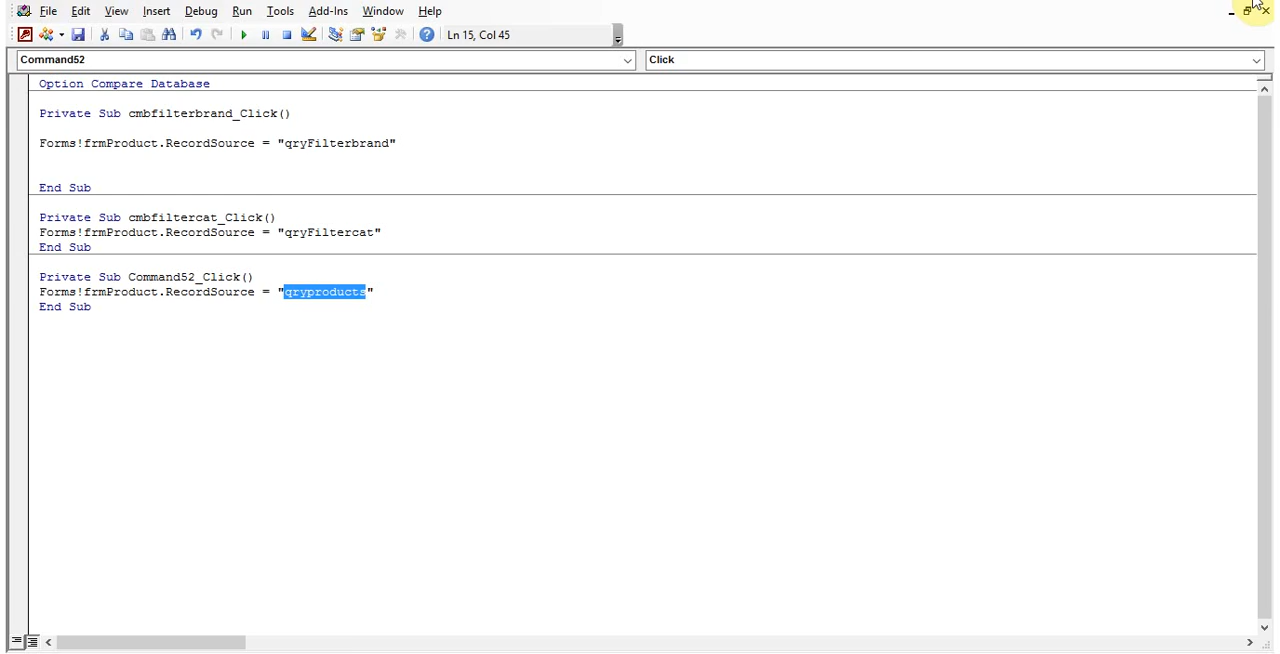 File Edit View Insert Debug Run Tools Add-Ins Window Help
Ln 15, Col 45
Command52 Click
Option Compare Database
Private Sub cmbfilterbrand_Click()
Forms!frmProduct.RecordSource = "qryFilterbrand"
End Sub
Private Sub cmbfiltercat_Click()
Forms!frmProduct.RecordSource = "qryFiltercat"
End Sub
Private Sub Command52_Click()
Forms!frmProduct.RecordSource = "qryproducts"
End Sub